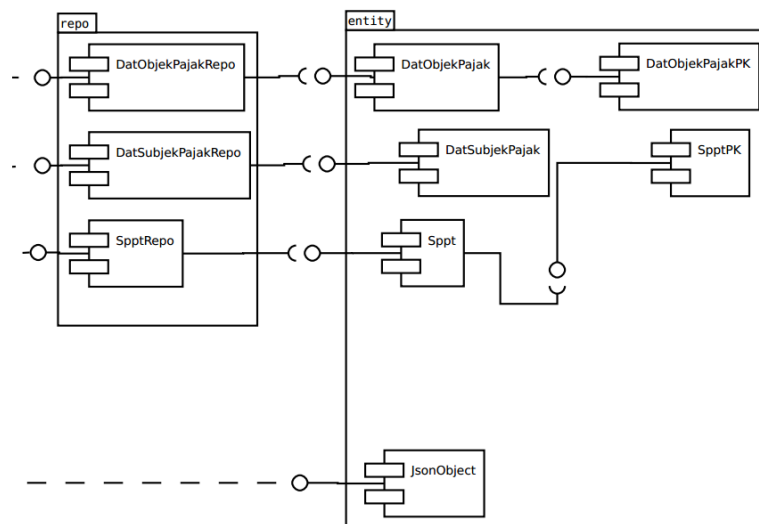 repo
entity
DatObjekPajakRepo
DatObjekPajak
DatObjekPajakPK
DatSubjekPajakRepo
DatSubjekPajak
SpptPK
SpptRepo
Sppt
JsonObject